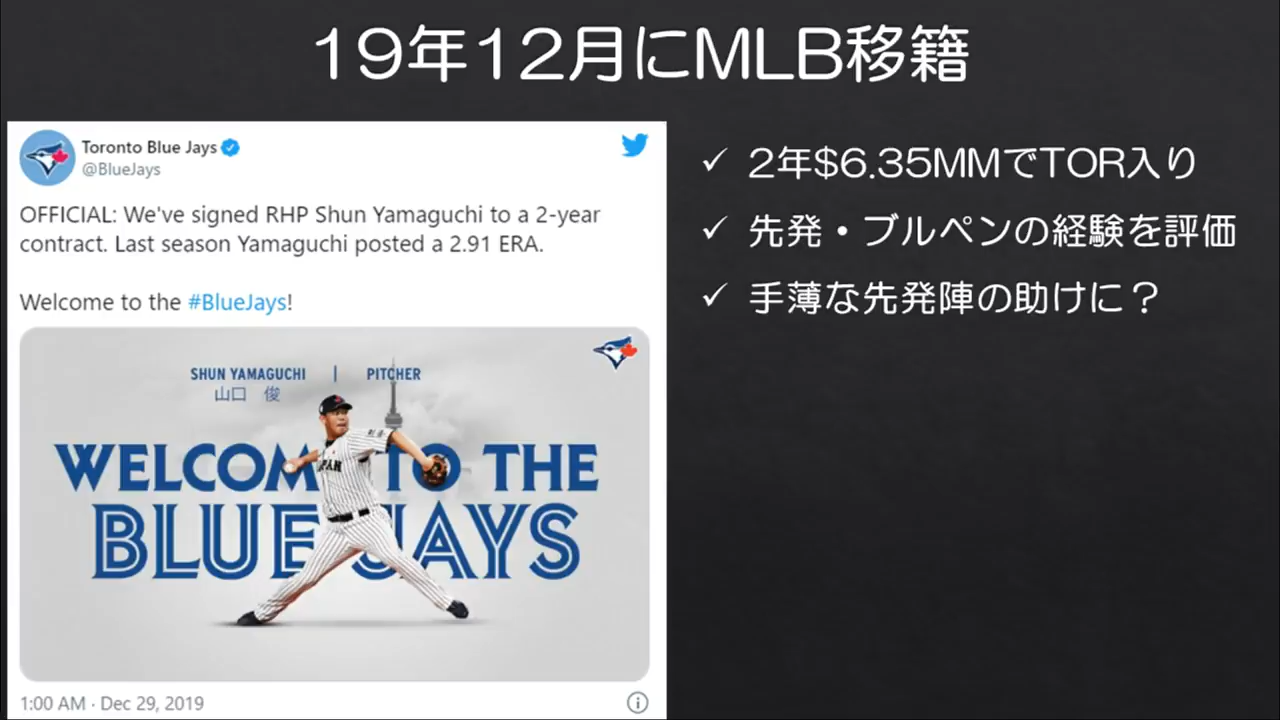 19年12月にMLB移籍
Toronto Blue Jays
@BlueJays
OFFICIAL: We've signed RHP Shun Yamaguchi to a 2-year
contract. Last season Yamaguchi posted a 2.91 ERA.
Welcome to the #BlueJays!
SHUN YAMAGUCHI | PITCHER
山口 俊
WELCOM TO THE
BLUE JAYS
1:00 AM · Dec 29, 2019
✓ 2年$6.35MMでTOR入り
✓ 先発・ブルペンの経験を評価
✓ 手薄な先発陣の助けに？